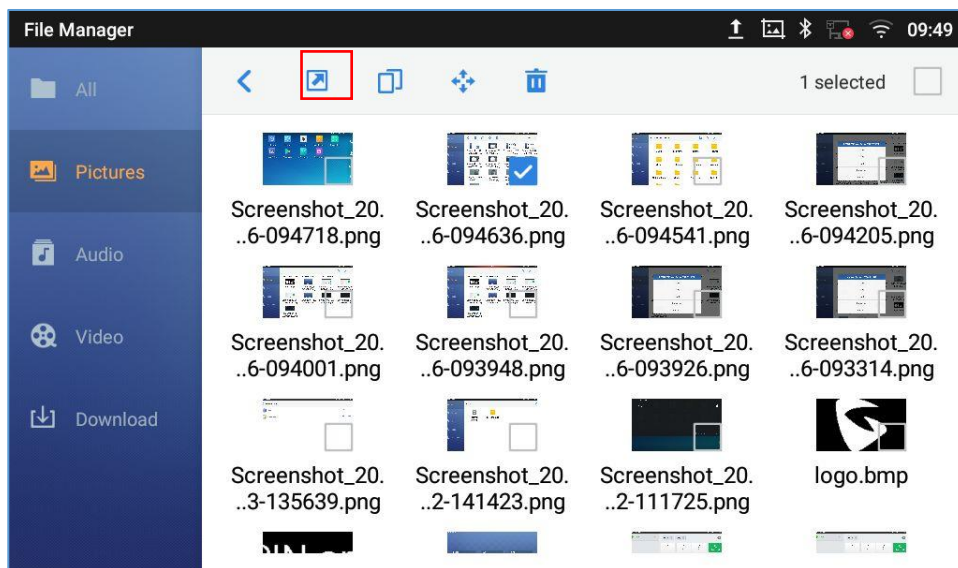 File Manager
09:49
All
1 selected
Pictures
Screenshot_20.
..6-094718.png
Screenshot_20.
..6-094636.png
Screenshot_20.
..6-094541.png
Screenshot_20.
..6-094205.png
Audio
Video
Screenshot_20.
..6-094001.png
Screenshot_20.
..6-093948.png
Screenshot_20.
..6-093926.png
Screenshot_20.
..6-093314.png
Download
Screenshot_20.
..3-135639.png
Screenshot_20.
..2-141423.png
Screenshot_20.
..2-111725.png
logo.bmp